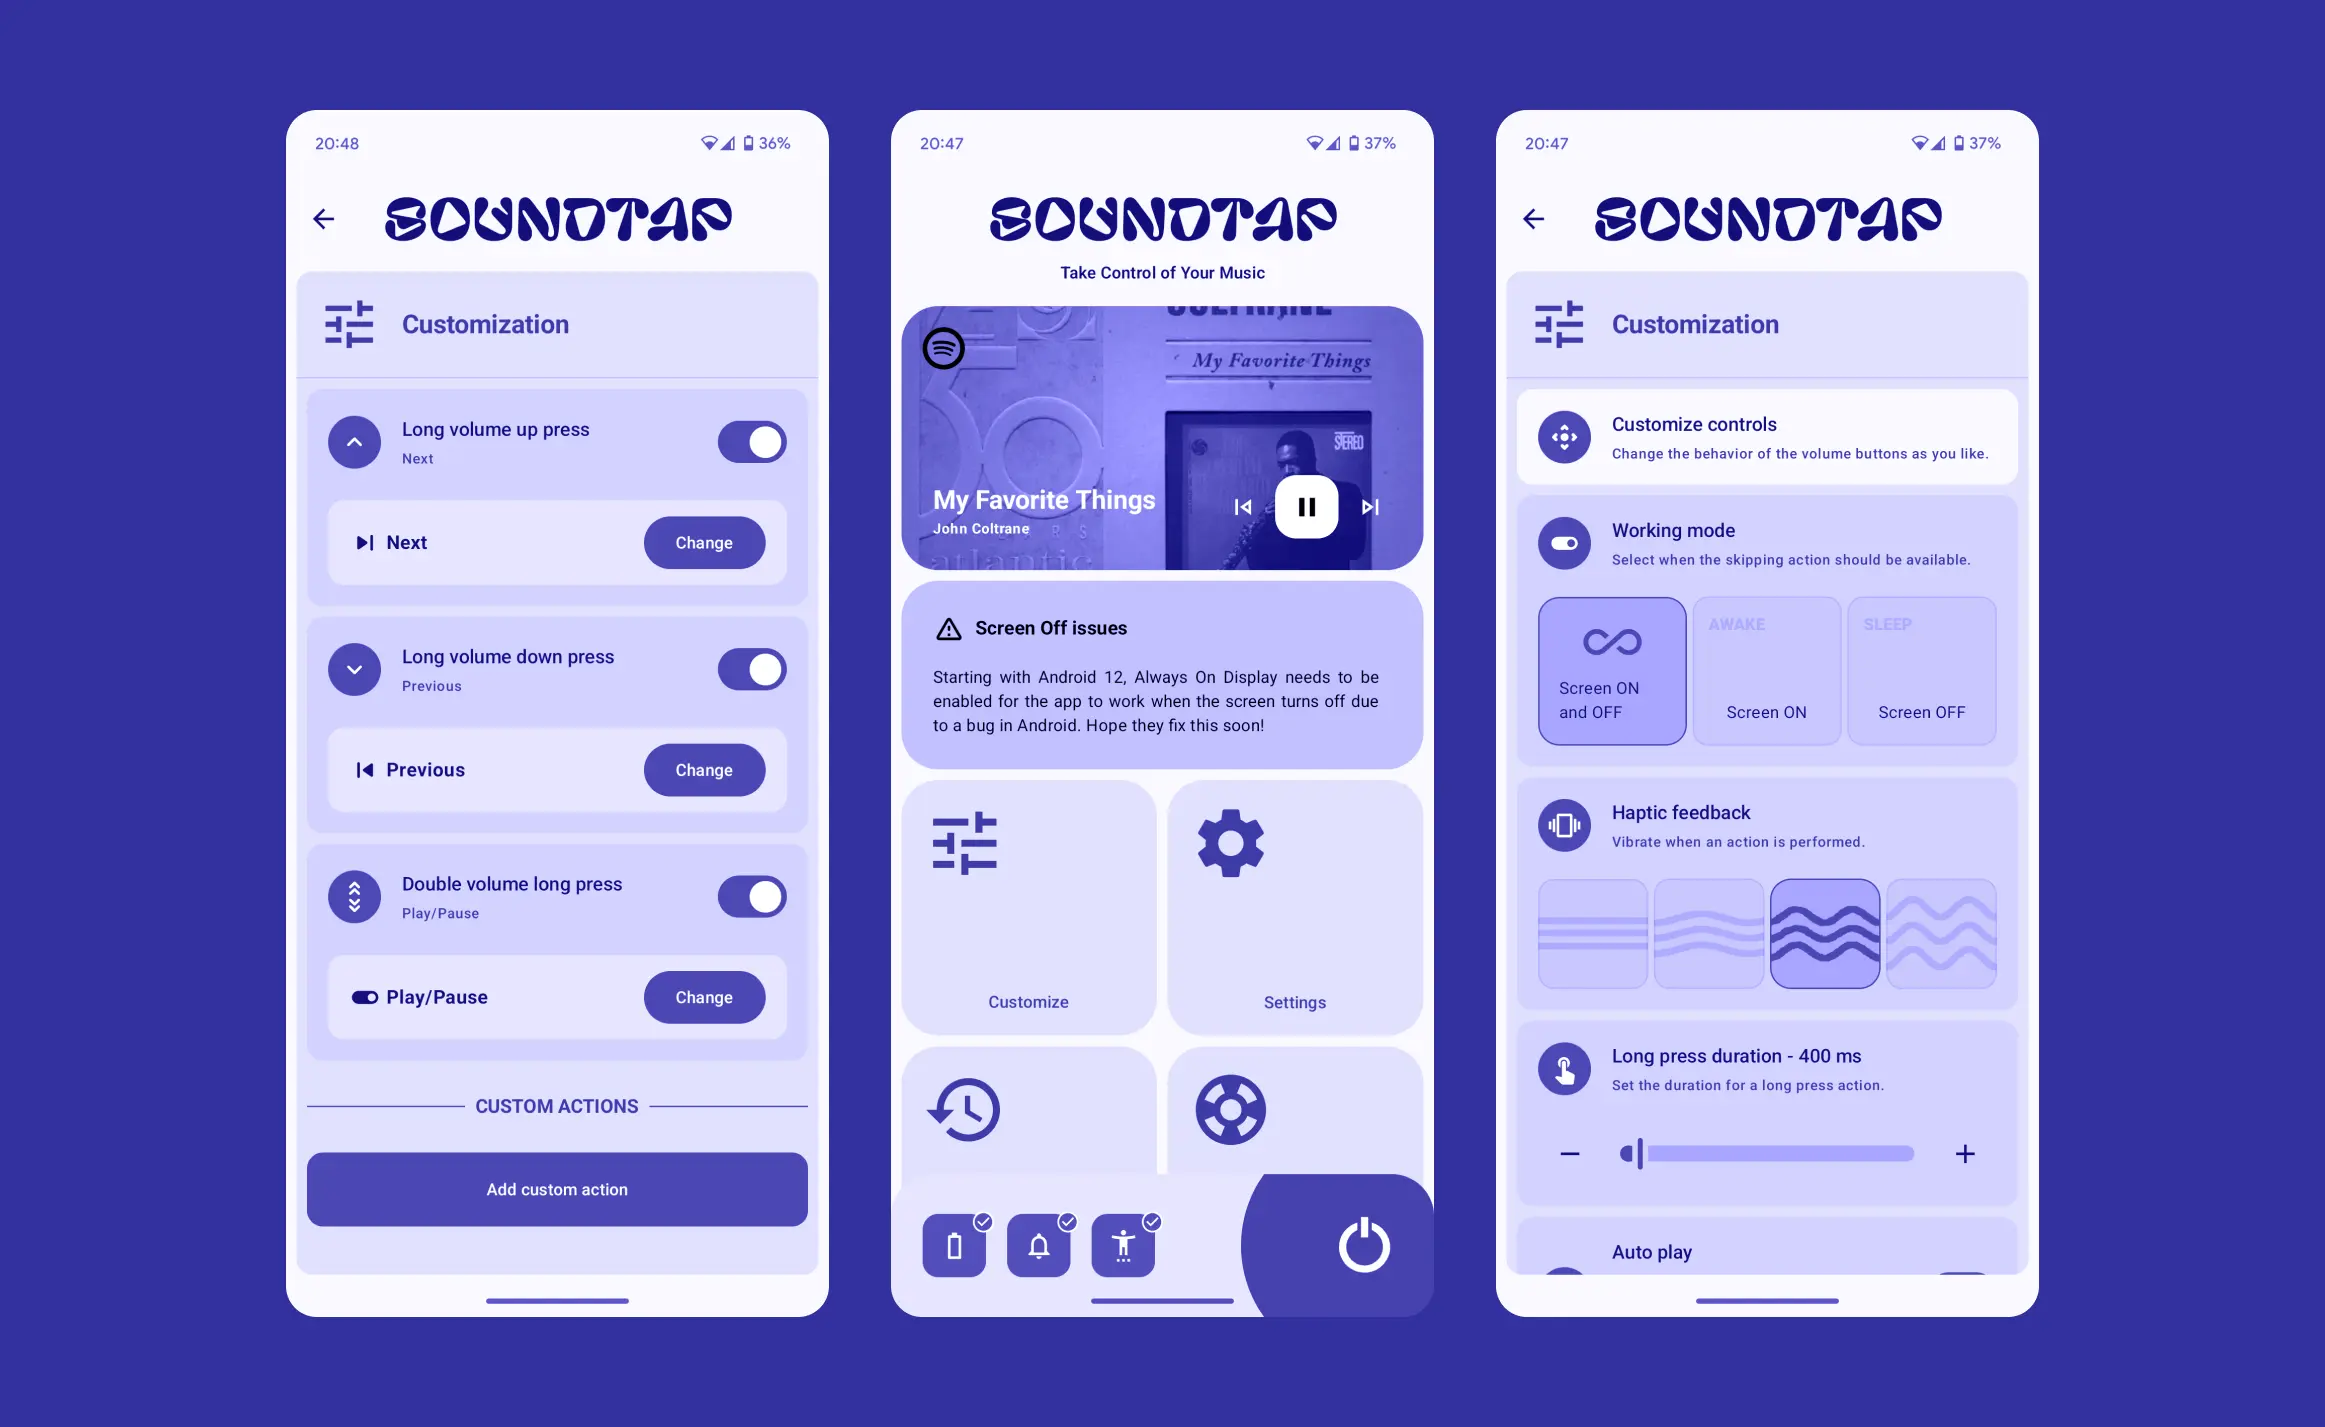 20:48
36%
SOUNDTAP
Customization
Long volume up press
Next
Next
Change
Long volume down press
Previous
Previous
Change
Double volume long press
Play/Pause
Play/Pause
Change
CUSTOM ACTIONS
Add custom action
20:47
37%
SOUNDTAP
Take Control of Your Music
COLTRANE
My Favorite Things
STEREO
My Favorite Things
John Coltrane
atlantic
Screen Off issues
Starting with Android 12, Always On Display needs to be
enabled for the app to work when the screen turns off due
to a bug in Android. Hope they fix this soon!
Customize
Settings
20:47
37%
SOUNDTAP
Customization
Customize controls
Change the behavior of the volume buttons as you like.
Working mode
Select when the skipping action should be available.
Screen ON
and OFF
AWAKE
Screen ON
SLEEP
Screen OFF
Haptic feedback
Vibrate when an action is performed.
Long press duration - 400 ms
Set the duration for a long press action.
Auto play